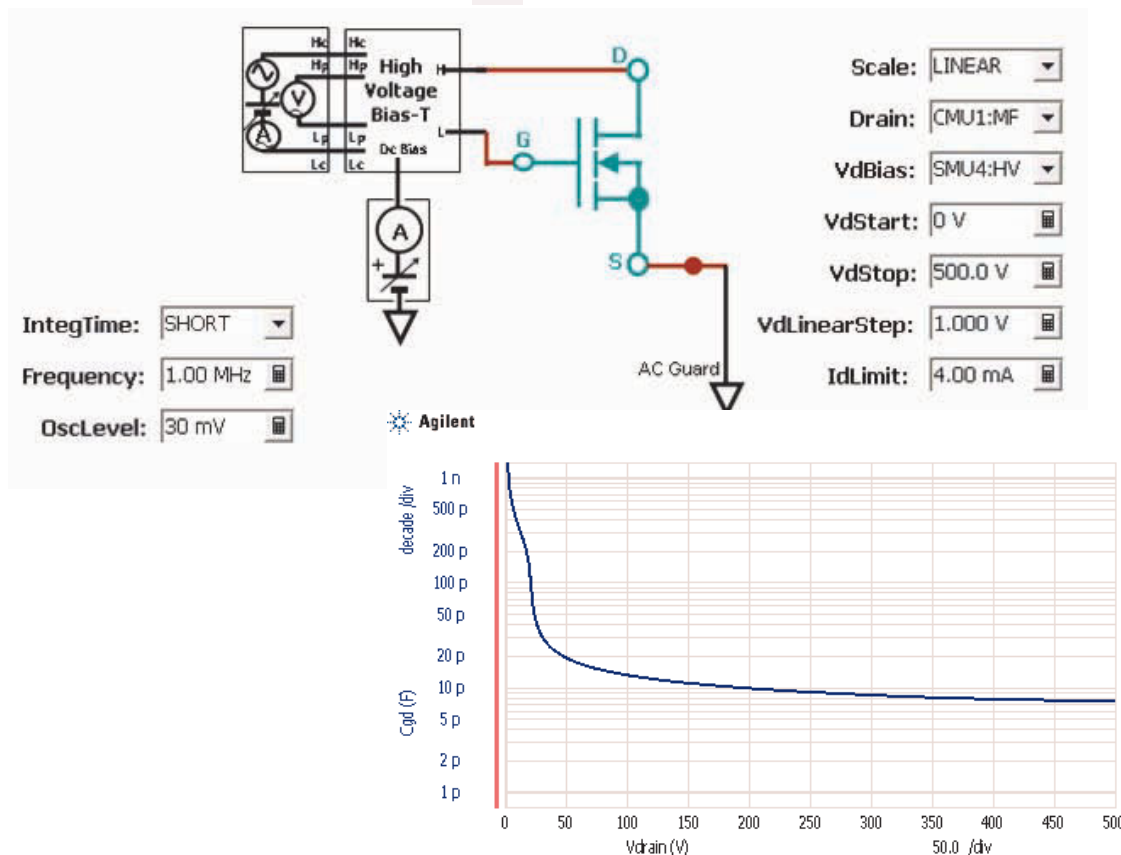 Hc Hc
Hp Hp
High
Voltage
Bias-T
H
L
Lp Lp
Lc Lc
Dc Bias
V
A
A
+
D
G
S
AC Guard
Scale: LINEAR
Drain: CMU1:MF
VdBias: SMU4:HV
VdStart: 0 V
VdStop: 500.0 V
VdLinearStep: 1.000 V
IdLimit: 4.00 mA
IntegTime: SHORT
Frequency: 1.00 MHz
OscLevel: 30 mV
Agilent
decade /div
Cgd (F)
1 n
500 p
200 p
100 p
50 p
20 p
10 p
5 p
2 p
1 p
0 50 100 150 200 250 300 350 400 450 500
Vdrain (V) 50.0 /div